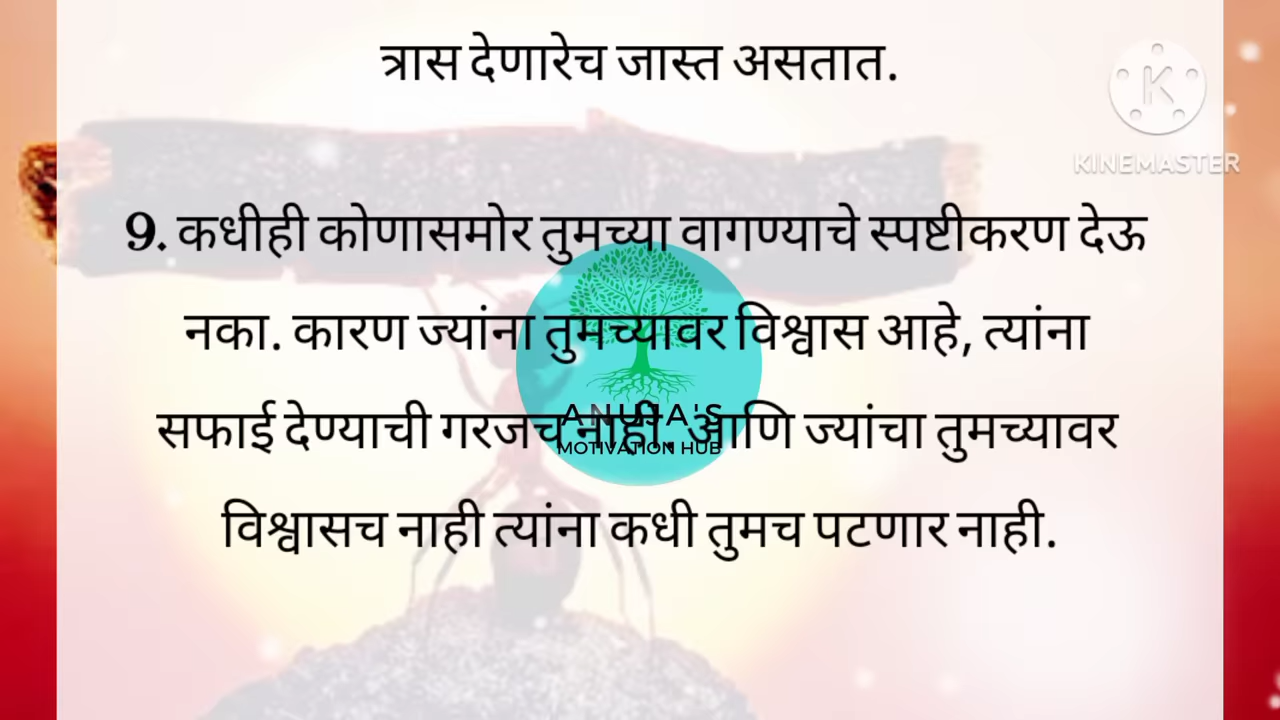 त्रास देणारेच जास्त असतात.
KINEMASTER
9. कधीही कोणासमोर तुमच्या वागण्याचे स्पष्टीकरण देऊ
नका. कारण ज्यांना तुमच्यावर विश्वास आहे, त्यांना
सफाई देण्याची गरजच नाही. आणि ज्यांचा तुमच्यावर
ANUJA'S
MOTIVATION HUB
विश्वासच नाही त्यांना कधी तुमच पटणार नाही.